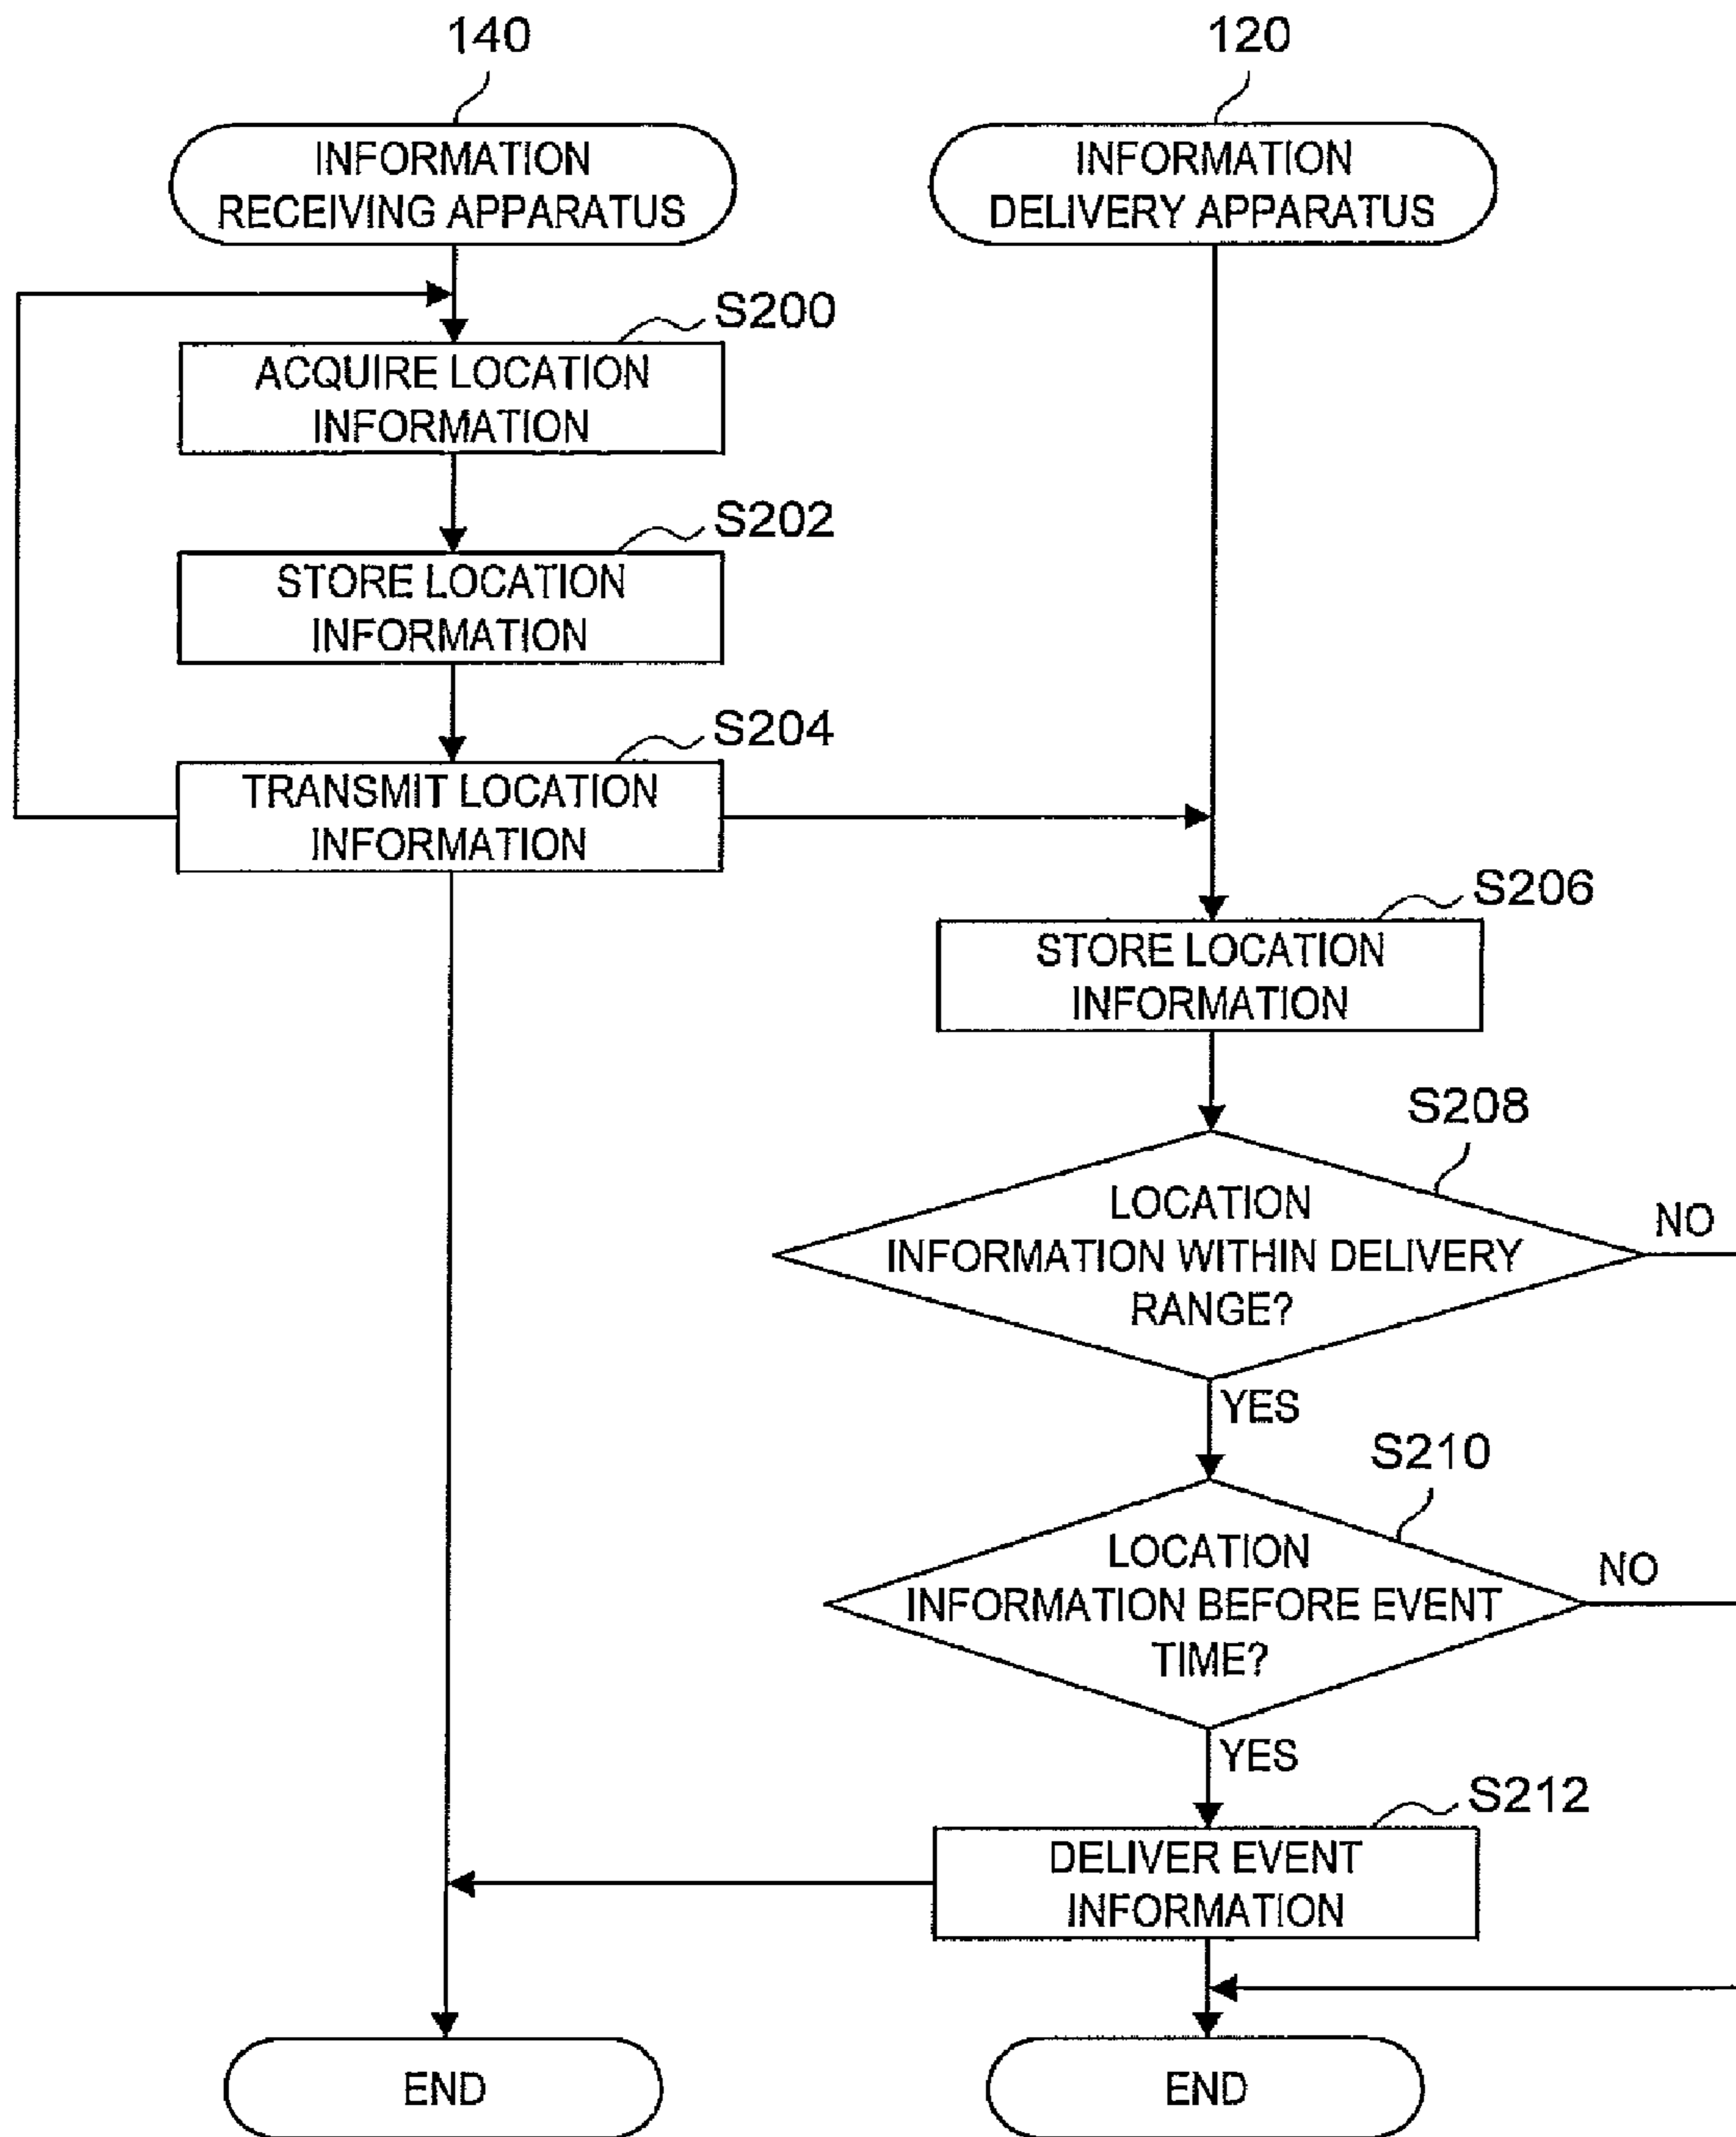 140
120
INFORMATION
RECEIVING APPARATUS
INFORMATION
DELIVERY APPARATUS
S200
ACQUIRE LOCATION
INFORMATION
S202
STORE LOCATION
INFORMATION
S204
TRANSMIT LOCATION
INFORMATION
S206
STORE LOCATION
INFORMATION
S208
LOCATION
INFORMATION WITHIN DELIVERY
RANGE?
NO
YES
S210
LOCATION
INFORMATION BEFORE EVENT
TIME?
NO
YES
S212
DELIVER EVENT
INFORMATION
END
END